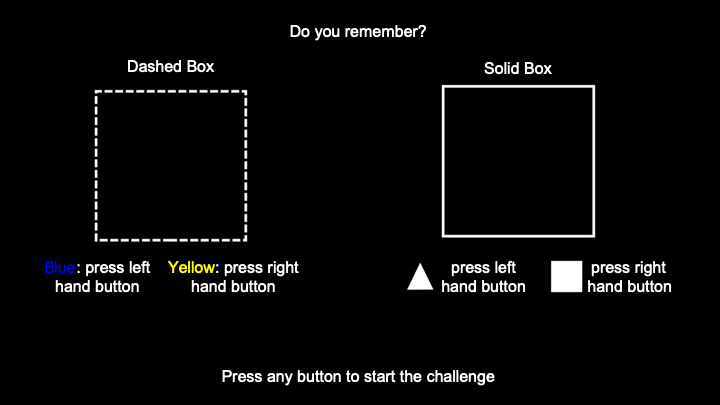 Do you remember?
Dashed Box
Solid Box
Blue: press left
hand button
Yellow: press right
hand button
press left
hand button
press right
hand button
Press any button to start the challenge